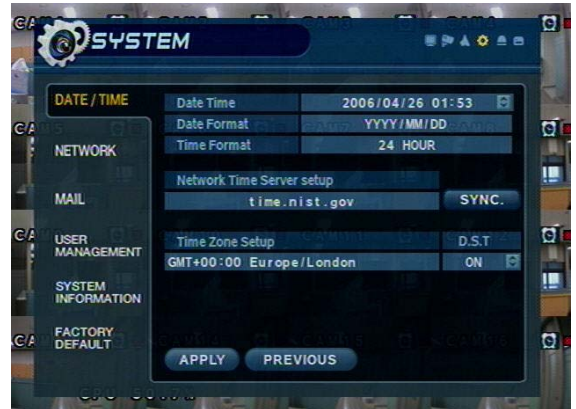 SYSTEM
DATE / TIME
Date Time 2006/04/26 01:53
Date Format YYYY/MM/DD
Time Format 24 HOUR
NETWORK
Network Time Server setup
MAIL
time.nist.gov SYNC.
USER MANAGEMENT
Time Zone Setup D.S.T
GMT+00:00 Europe/London ON
SYSTEM INFORMATION
FACTORY DEFAULT
APPLY PREVIOUS